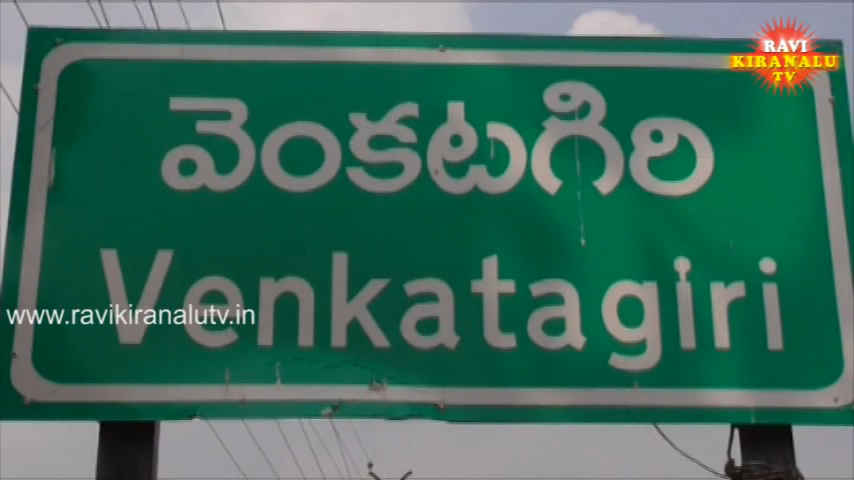 RAVI
KIRANALU
TV
వెంకటగిరి
Venkatagiri
www.ravikiranalutv.in